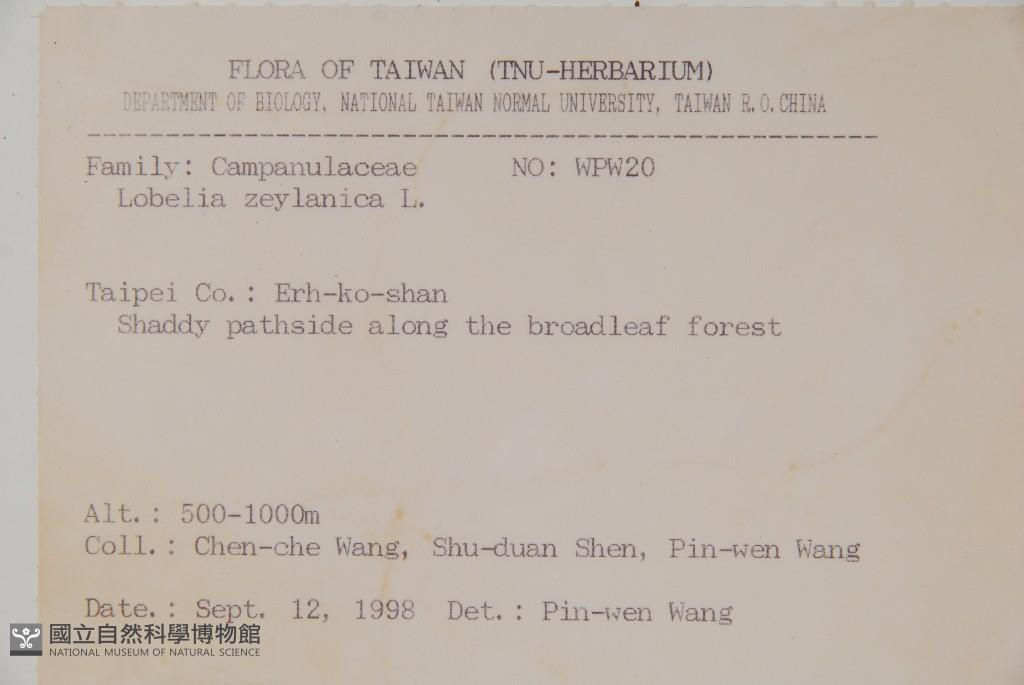 FLORA OF TAIWAN (TNU-HERBARIUM)
DEPARTMENT OF BIOLOGY, NATIONAL TAIWAN NORMAL UNIVERSITY, TAIWAN R.O.CHINA
Family: Campanulaceae NO: WPW20
Lobelia zeylanica L.
Taipei Co.: Erh-ko-shan
Shaddy pathside along the broadleaf forest
Alt.: 500-1000m
Coll.: Chen-che Wang, Shu-duan Shen, Pin-wen Wang
Date.: Sept. 12, 1998 Det.: Pin-wen Wang
國立自然科學博物館
NATIONAL MUSEUM OF NATURAL SCIENCE